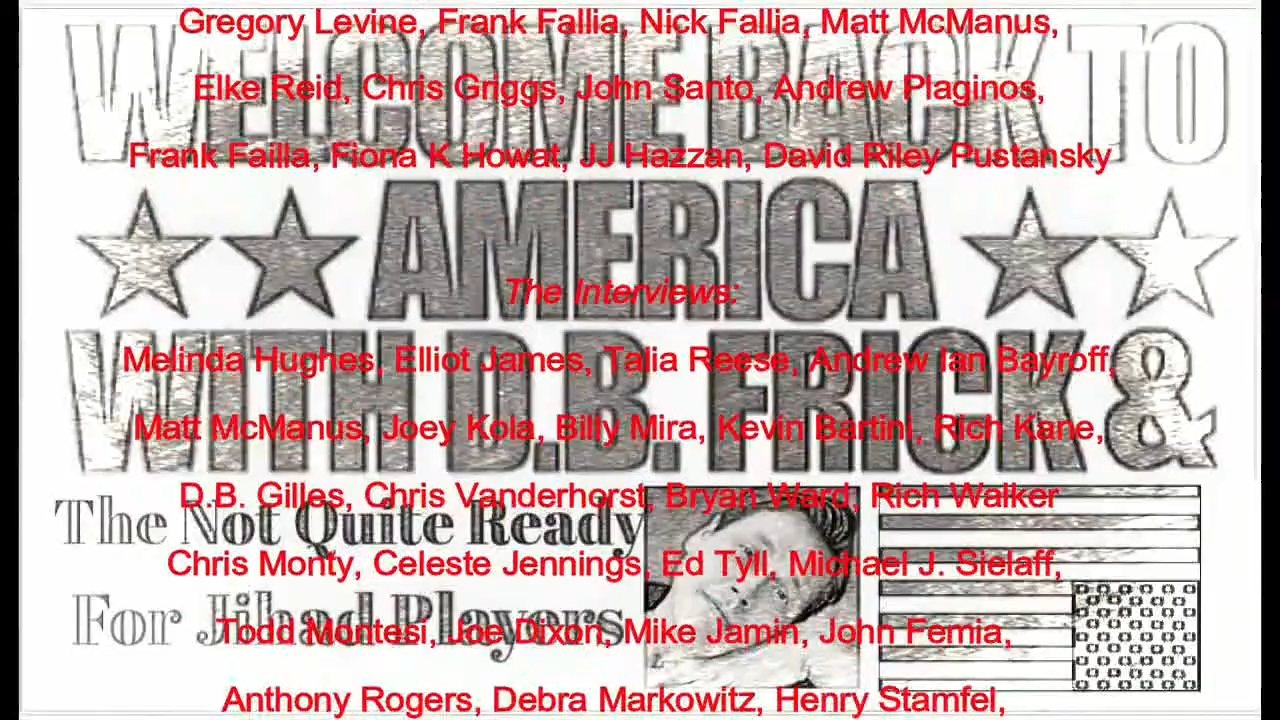 Gregory Levine, Frank Fallia, Nick Fallia, Matt McManus,
WELCOME BACK TO
Elke Reid, Chris Griggs, John Santo, Andrew Plaginos,
Frank Failla, Fiona K Howat, JJ Hazzan, David Riley Pustansky
AMERICA
The Interviews:
Melinda Hughes, Elliot James, Talia Reese, Andrew Ian Bayroff,
WITH D.B. FRICK &
Matt McManus, Joey Kola, Billy Mira, Kevin Bartini, Rich Kane,
D.B. Gilles, Chris Vanderhorst, Bryan Ward, Rich Walker
The Not Quite Ready
Chris Monty, Celeste Jennings, Ed Tyll, Michael J. Sielaff,
For Jihad Players
Todd Montesi, Joe Dixon, Mike Jamin, John Femia,
Anthony Rogers, Debra Markowitz, Henry Stamfel,